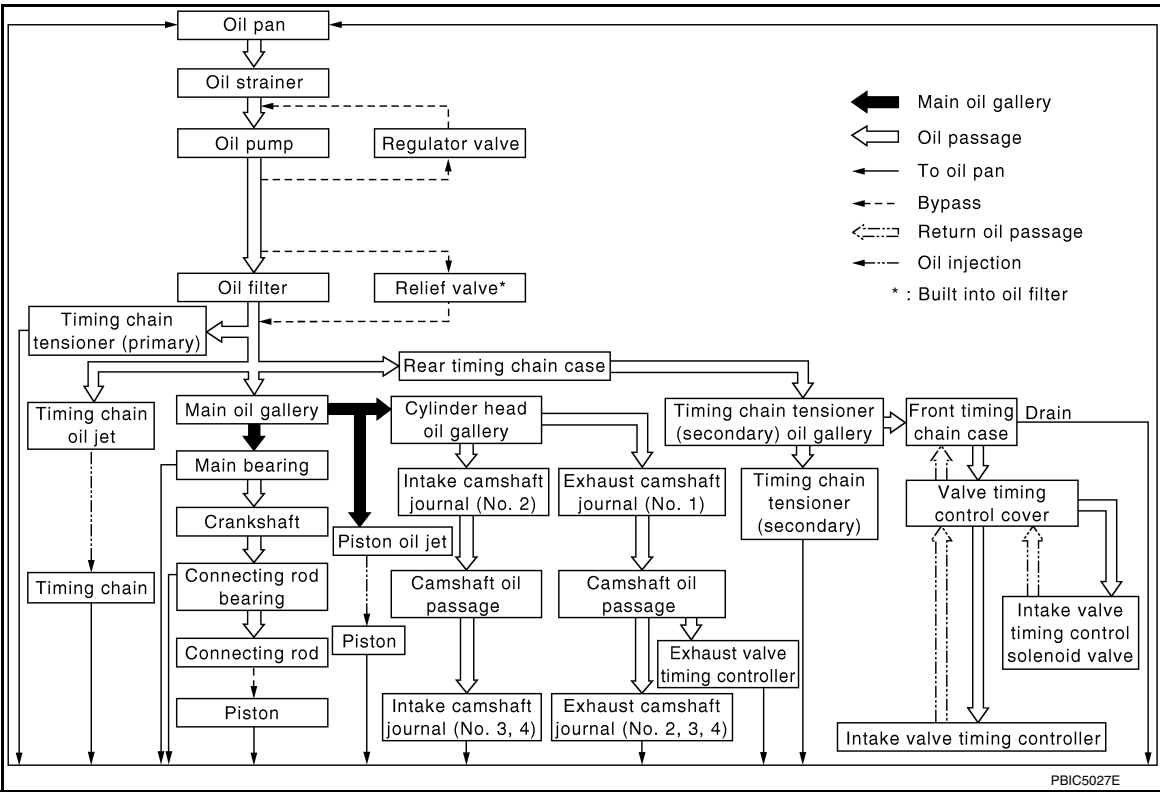 Oil pan
Oil strainer
Oil pump
Regulator valve
Main oil gallery
Oil passage
To oil pan
Bypass
Return oil passage
Oil injection
* : Built into oil filter
Oil filter
Relief valve*
Timing chain
tensioner (primary)
Rear timing chain case
Timing chain
oil jet
Main oil gallery
Cylinder head
oil gallery
Timing chain tensioner
(secondary) oil gallery
Front timing
chain case
Drain
Main bearing
Intake camshaft
journal (No. 2)
Exhaust camshaft
journal (No. 1)
Timing chain
tensioner
(secondary)
Valve timing
control cover
Crankshaft
Piston oil jet
Timing chain
Connecting rod
bearing
Camshaft oil
passage
Camshaft oil
passage
Intake valve
timing control
solenoid valve
Connecting rod
Piston
Exhaust valve
timing controller
Piston
Intake camshaft
journal (No. 3, 4)
Exhaust camshaft
journal (No. 2, 3, 4)
Intake valve timing controller
PBIC5027E